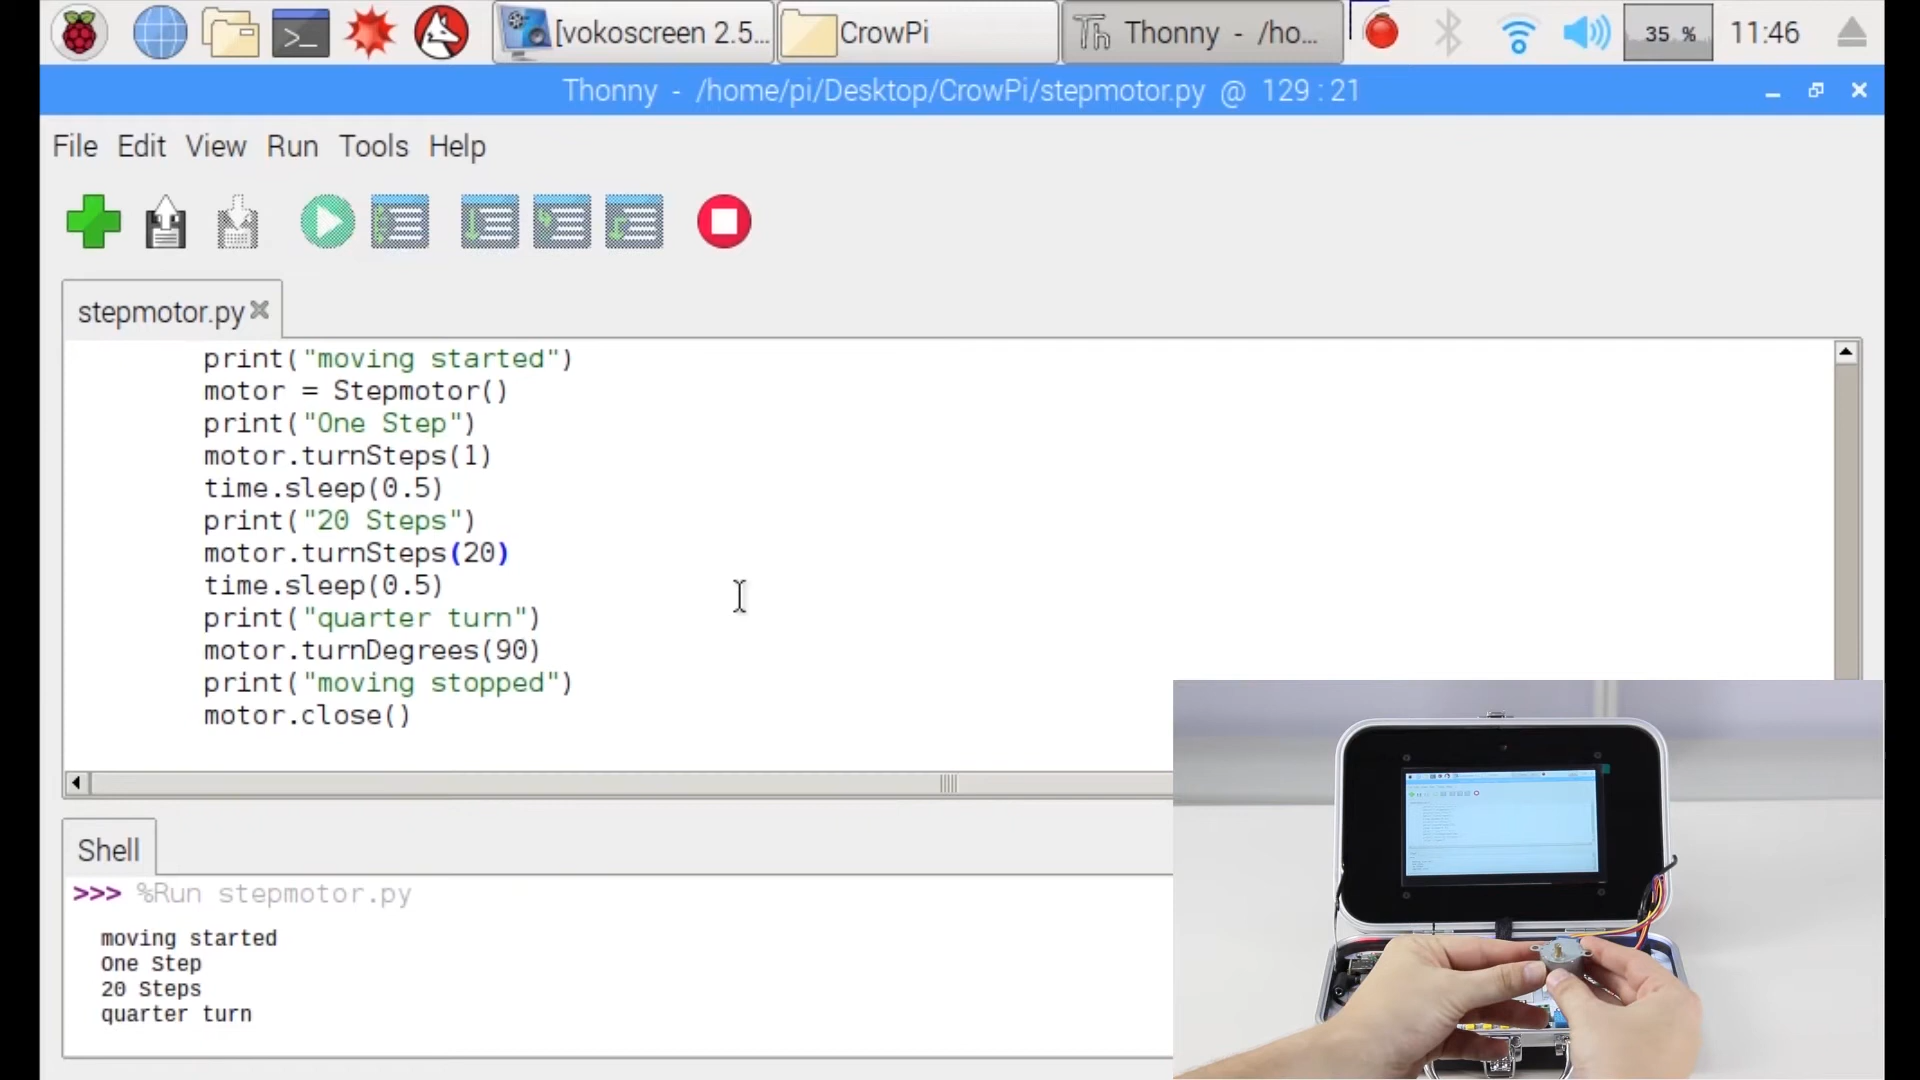 [vokoscreen 2.5...
CrowPi
Thonny - /ho...
35 %
11:46
Thonny - /home/pi/Desktop/CrowPi/stepmotor.py @ 129 : 21
File Edit View Run Tools Help
stepmotor.py
print("moving started")
motor = Stepmotor()
print("One Step")
motor.turnSteps(1)
time.sleep(0.5)
print("20 Steps")
motor.turnSteps(20)
time.sleep(0.5)
print("quarter turn")
motor.turnDegrees(90)
print("moving stopped")
motor.close()
Shell
>>> %Run stepmotor.py
moving started
One Step
20 Steps
quarter turn